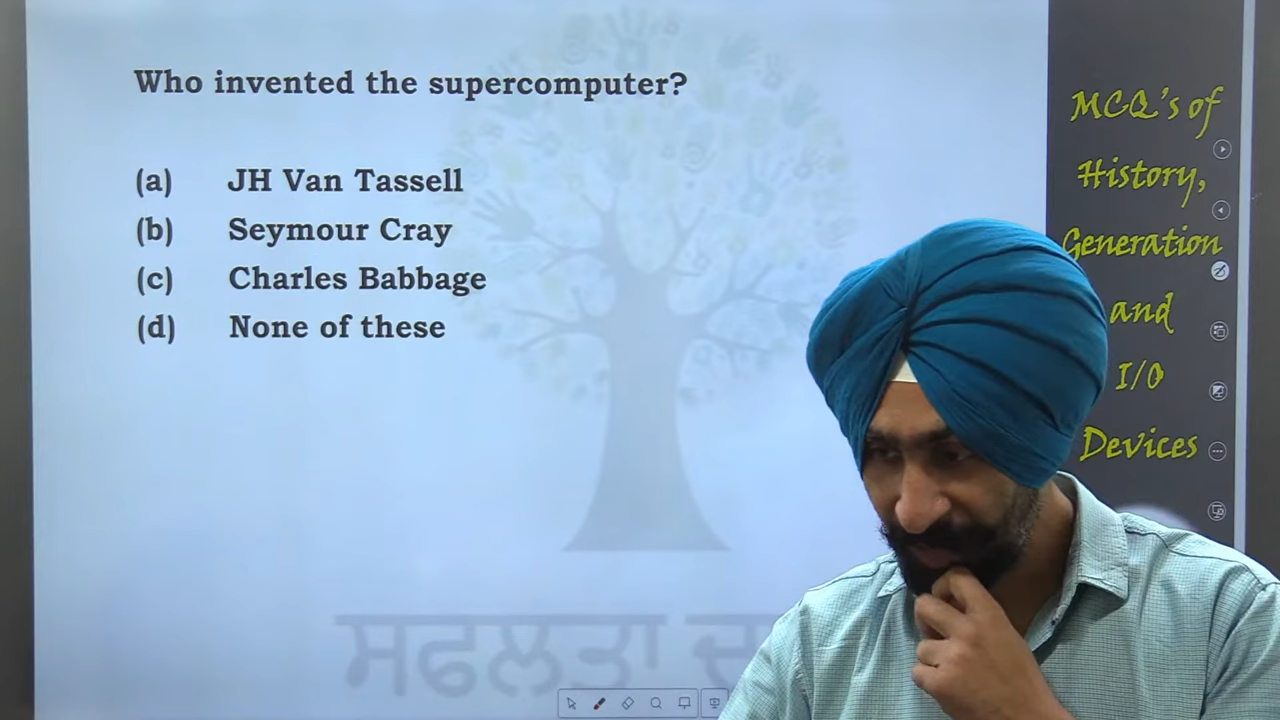 Who invented the supercomputer?
(a) JH Van Tassell
(b) Seymour Cray
(c) Charles Babbage
(d) None of these
ਸਫਲਤਾ
MCQ's of
History,
Generation
and
I/O
Devices